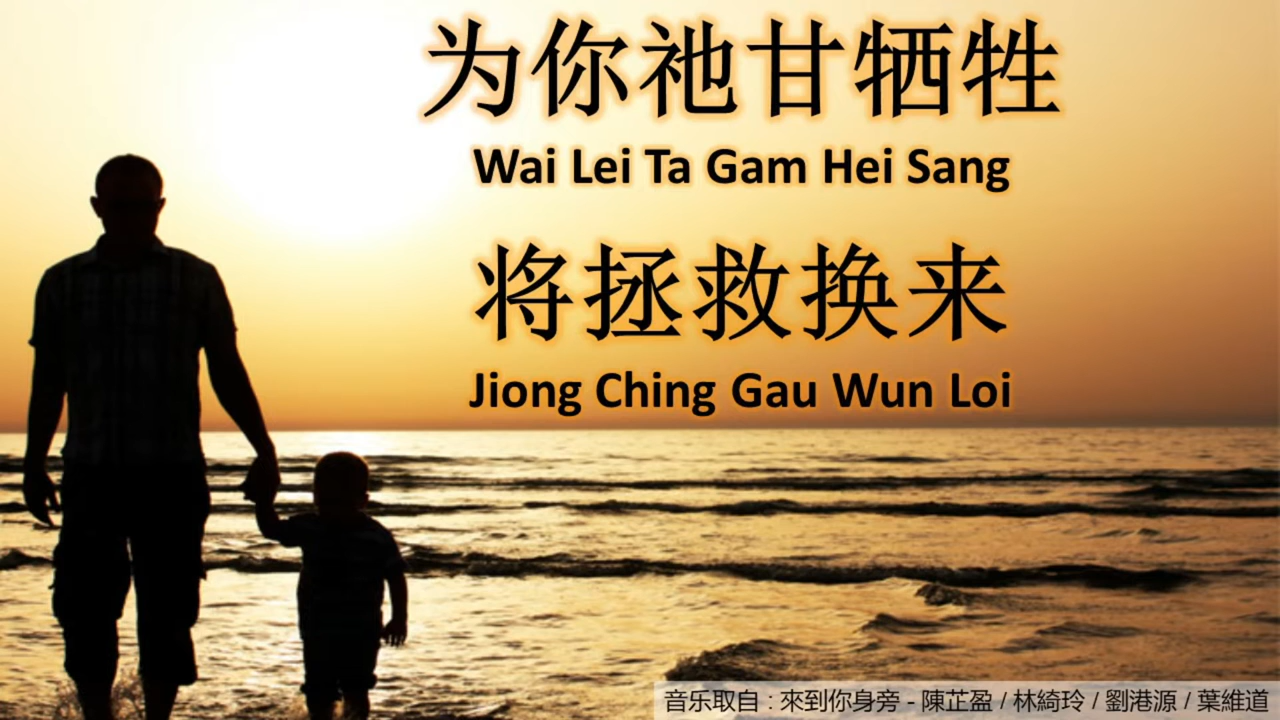 为你祂甘牺牲
Wai Lei Ta Gam Hei Sang
将拯救换来
Jiong Ching Gau Wun Loi
音乐取自 : 來到你身旁 - 陳芷盈 / 林綺玲 / 劉港源 / 葉維道